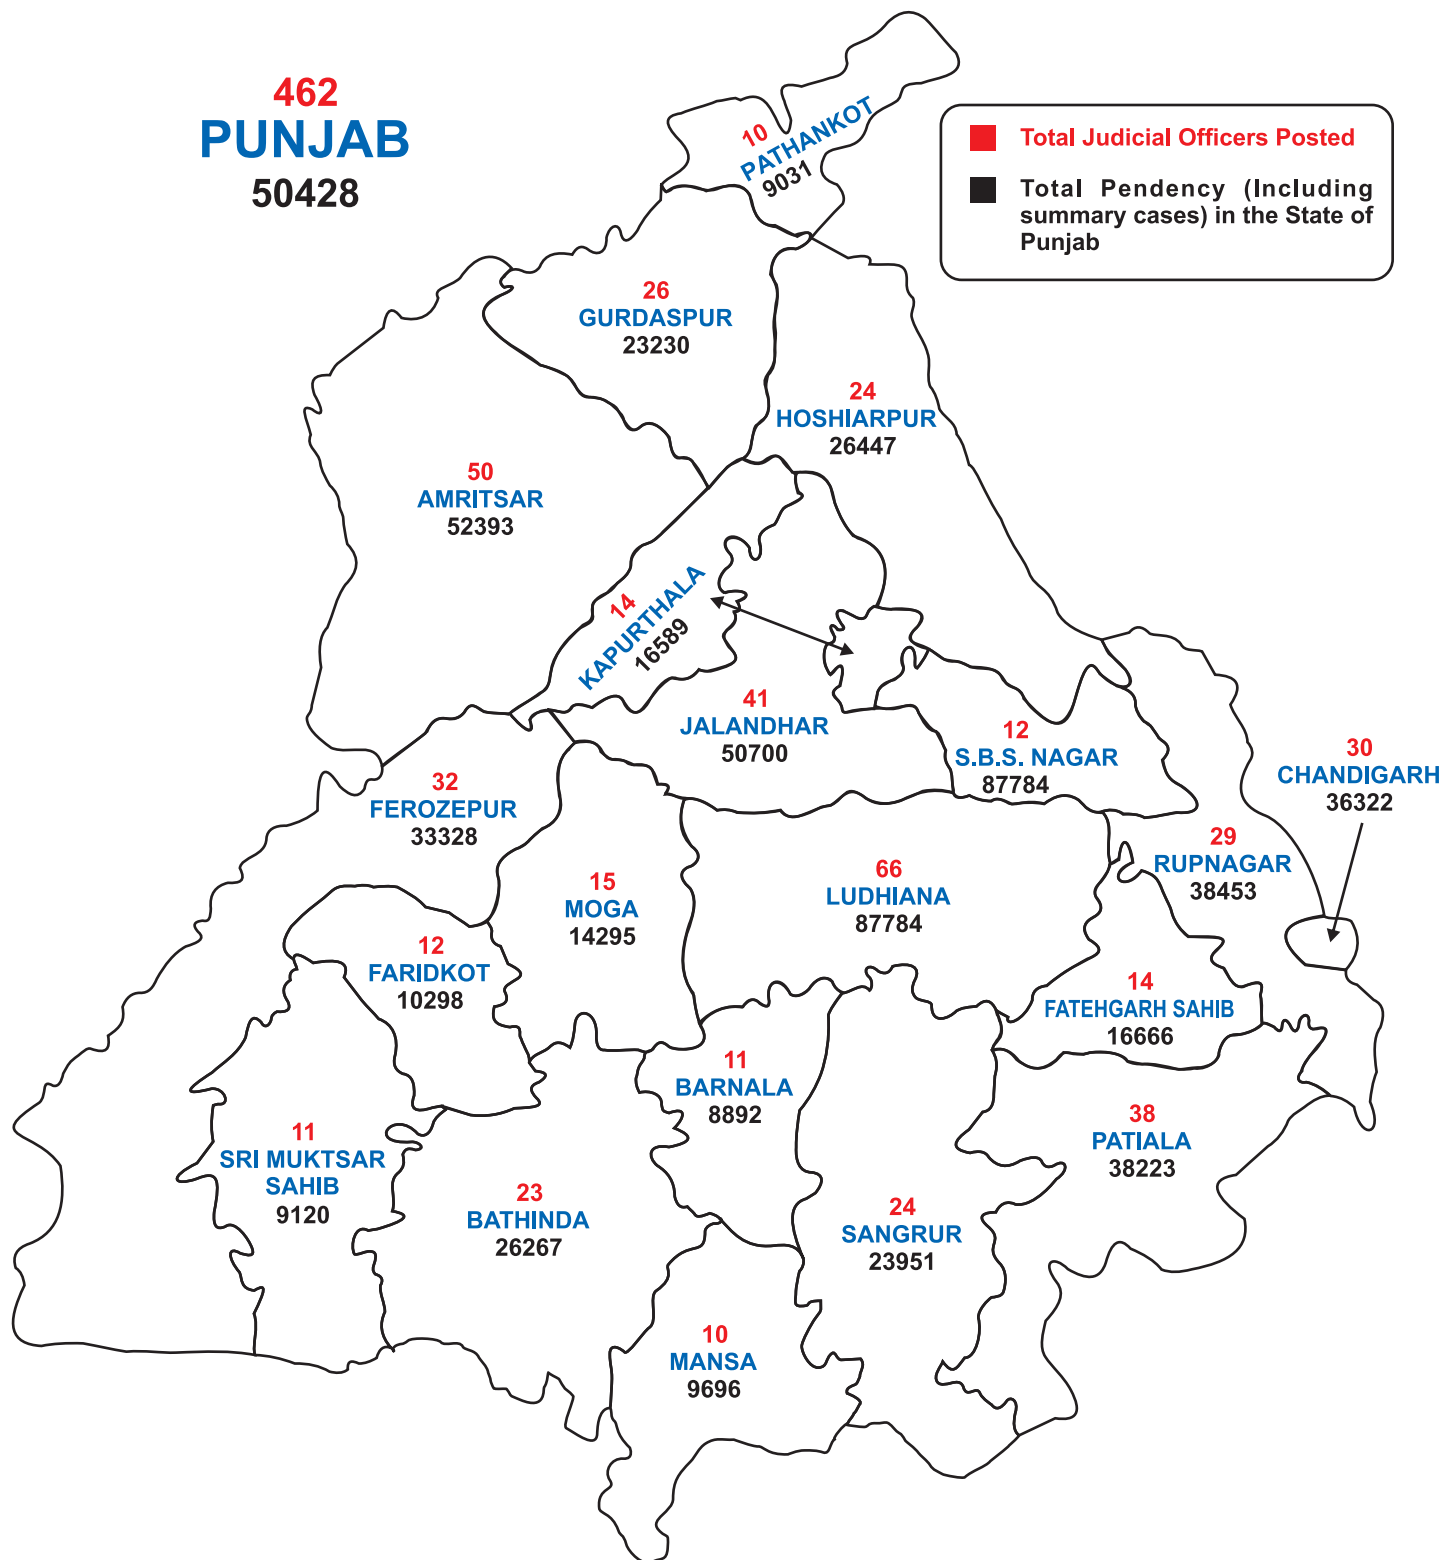 462
PUNJAB
50428
Total Judicial Officers Posted
Total Pendency (Including
summary cases) in the State of
Punjab
10
PATHANKOT
9031
26
GURDASPUR
23230
24
HOSHIARPUR
26447
50
AMRITSAR
52393
14
KAPURTHALA
16589
41
JALANDHAR
50700
12
S.B.S. NAGAR
87784
30
CHANDIGARH
36322
32
FEROZEPUR
33328
15
MOGA
14295
66
LUDHIANA
87784
29
RUPNAGAR
38453
12
FARIDKOT
10298
14
FATEHGARH SAHIB
16666
11
BARNALA
8892
38
PATIALA
38223
11
SRI MUKTSAR
SAHIB
9120
23
BATHINDA
26267
24
SANGRUR
23951
10
MANSA
9696